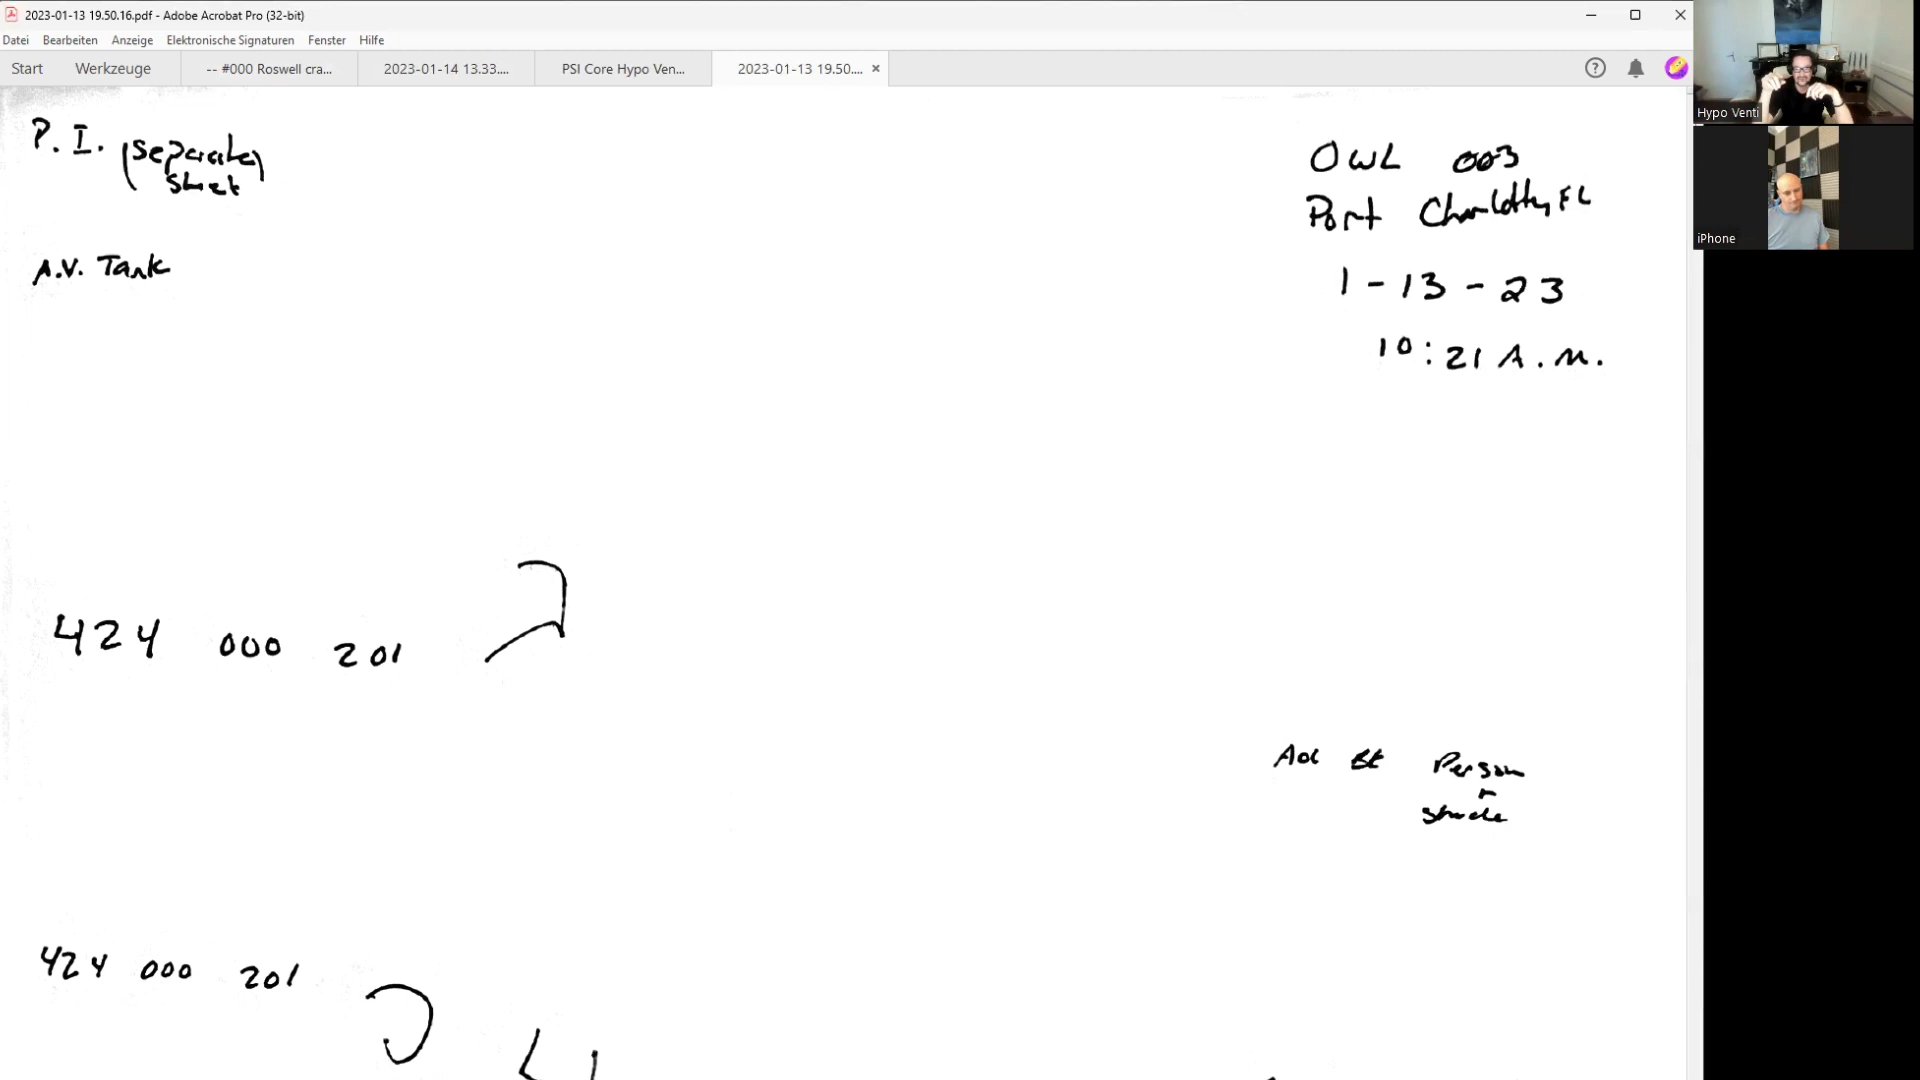 2023-01-13 19.50.16.pdf - Adobe Acrobat Pro (32-bit)
Datei Bearbeiten Anzeige Elektronische Signaturen Fenster Hilfe
Start Werkzeuge -- #000 Roswell cra... 2023-01-14 13.33.... PSI Core Hypo Ven... 2023-01-13 19.50....
Hypo Venti
iPhone
P. I. (Separate
Sheet)
OWL 003
Port Charlotte, FL
A.V. Tank
1-13-23
10:21 A.M.
424 000 201
Aol Person
424 000 201